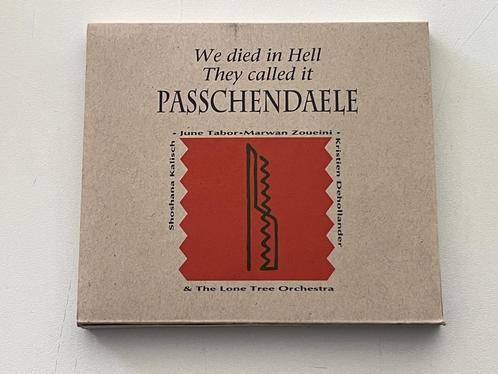 We died in Hell
They called it
PASSCHENDAELE
• June Tabor•Marwan Zoueini •
Shoshana Kalisch
Kristien Dehollander
& The Lone Tree Orchestra